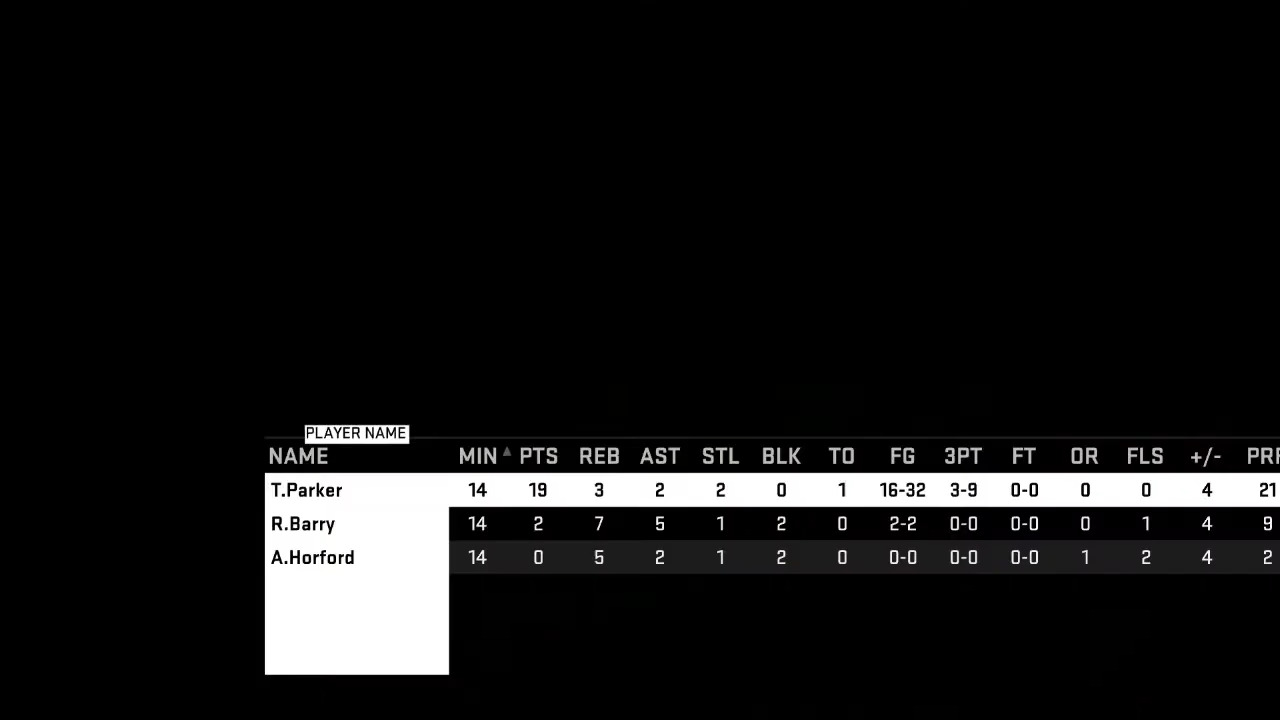 PLAYER NAME
NAME MIN PTS REB AST STL BLK TO FG 3PT FT OR FLS +/- PRF
T.Parker 14 19 3 2 2 0 1 16-32 3-9 0-0 0 0 4 21
R.Barry 14 2 7 5 1 2 0 2-2 0-0 0-0 0 1 4 9
A.Horford 14 0 5 2 1 2 0 0-0 0-0 0-0 1 2 4 2